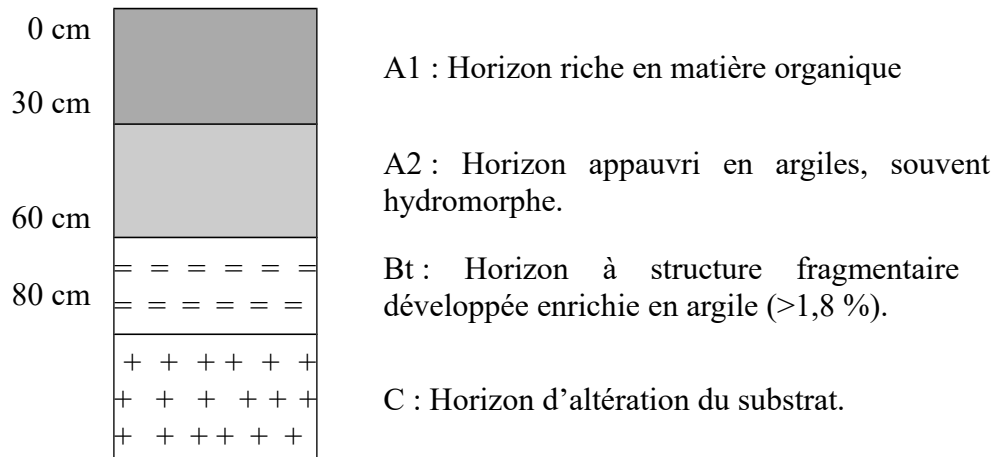 0 cm
A1 : Horizon riche en matière organique
30 cm
A2 : Horizon appauvri en argiles, souvent
hydromorphe.
60 cm
Bt : Horizon à structure fragmentaire
développée enrichie en argile (>1,8 %).
80 cm
C : Horizon d’altération du substrat.